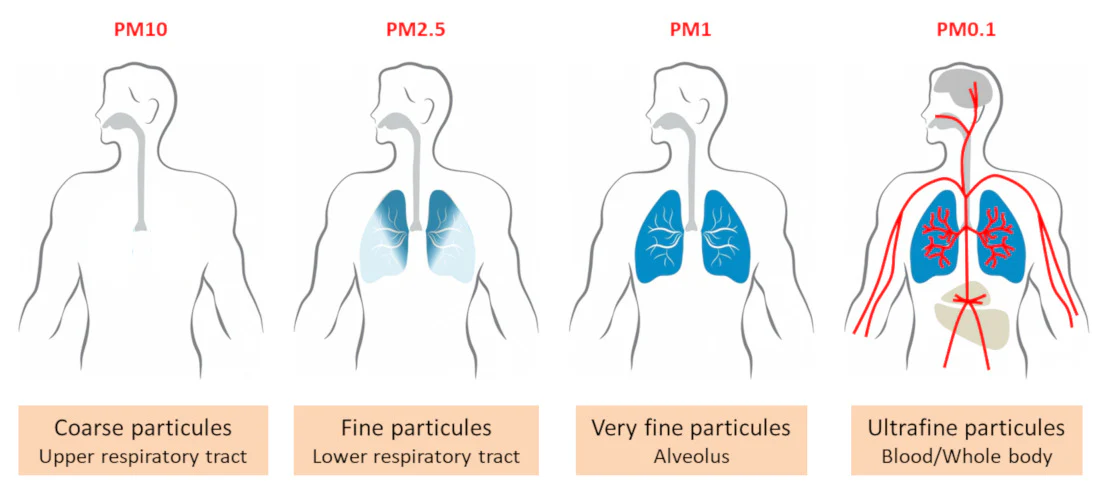 PM10
PM2.5
PM1
PM0.1
Coarse particules
Upper respiratory tract
Fine particules
Lower respiratory tract
Very fine particules
Alveolus
Ultrafine particules
Blood/Whole body